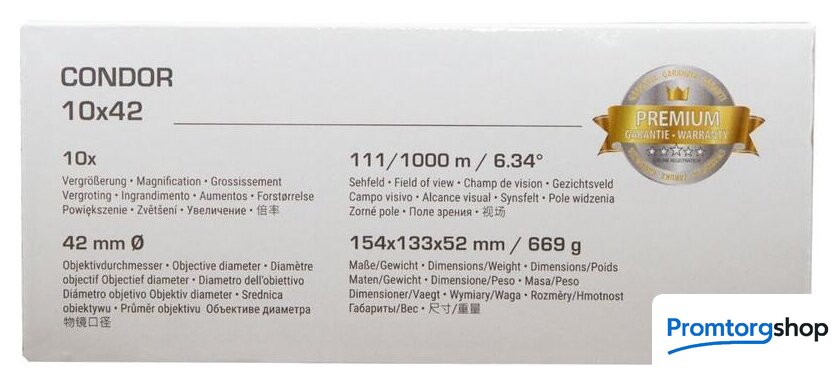 CONDOR
10x42
10x
Vergrößerung • Magnification • Grossissement
Vergroting • Ingrandimento • Aumentos • Forstørrelse
Powiększenie • Zvětšení • Увеличение • 倍率
42 mm Ø
Objektivdurchmesser • Objective diameter • Diamètre
objectif Objectief diameter • Diametro dell'obiettivo
Diámetro objetivo Objektiv diameter • Srednica
obiektywu • Průměr objektivu Объективе диаметра
物镜口径
111/1000 m / 6.34°
Sehfeld • Field of view • Champ de vision • Gezichtsveld
Campo visivo • Alcance visual • Synsfelt • Pole widzenia
Zorné pole • Поле зрения • 视场
154x133x52 mm / 669 g
Maße/Gewicht • Dimensions/Weight • Dimensions/Poids
Maten/Gewicht • Dimensione/Peso • Masa/Peso
Dimensioner/Vaegt • Wymiary/Waga • Rozměry/Hmotnost
Габариты/Вес • 尺寸/重量
PREMIUM
GARANTIE • WARRANTY
Promtorgshop